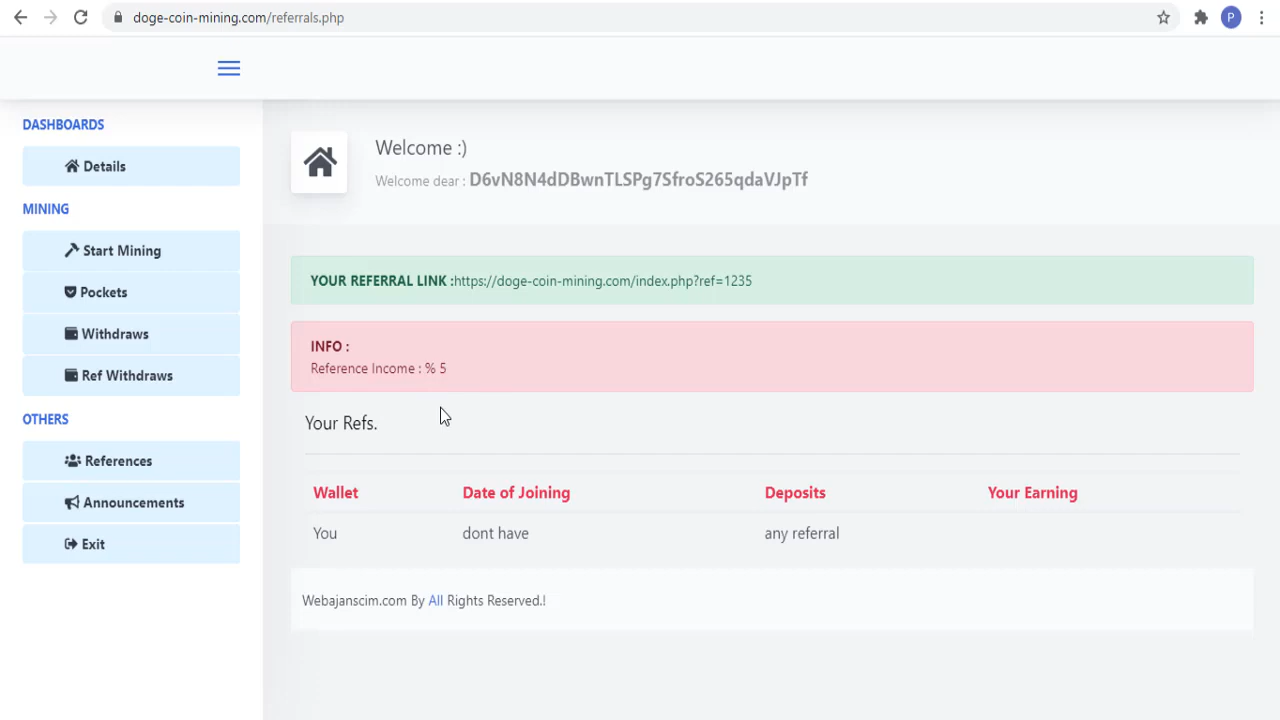 doge-coin-mining.com/referrals.php
P
DASHBOARDS
Details
MINING
Start Mining
Pockets
Withdraws
Ref Withdraws
OTHERS
References
Announcements
Exit
Welcome :)
Welcome dear : D6vN8N4dDBwnTLSPg7SfroS265qdaVJpTf
YOUR REFERRAL LINK :https://doge-coin-mining.com/index.php?ref=1235
INFO :
Reference Income : % 5
Your Refs.
Wallet Date of Joining Deposits Your Earning
You dont have any referral
Webajanscim.com By All Rights Reserved.!